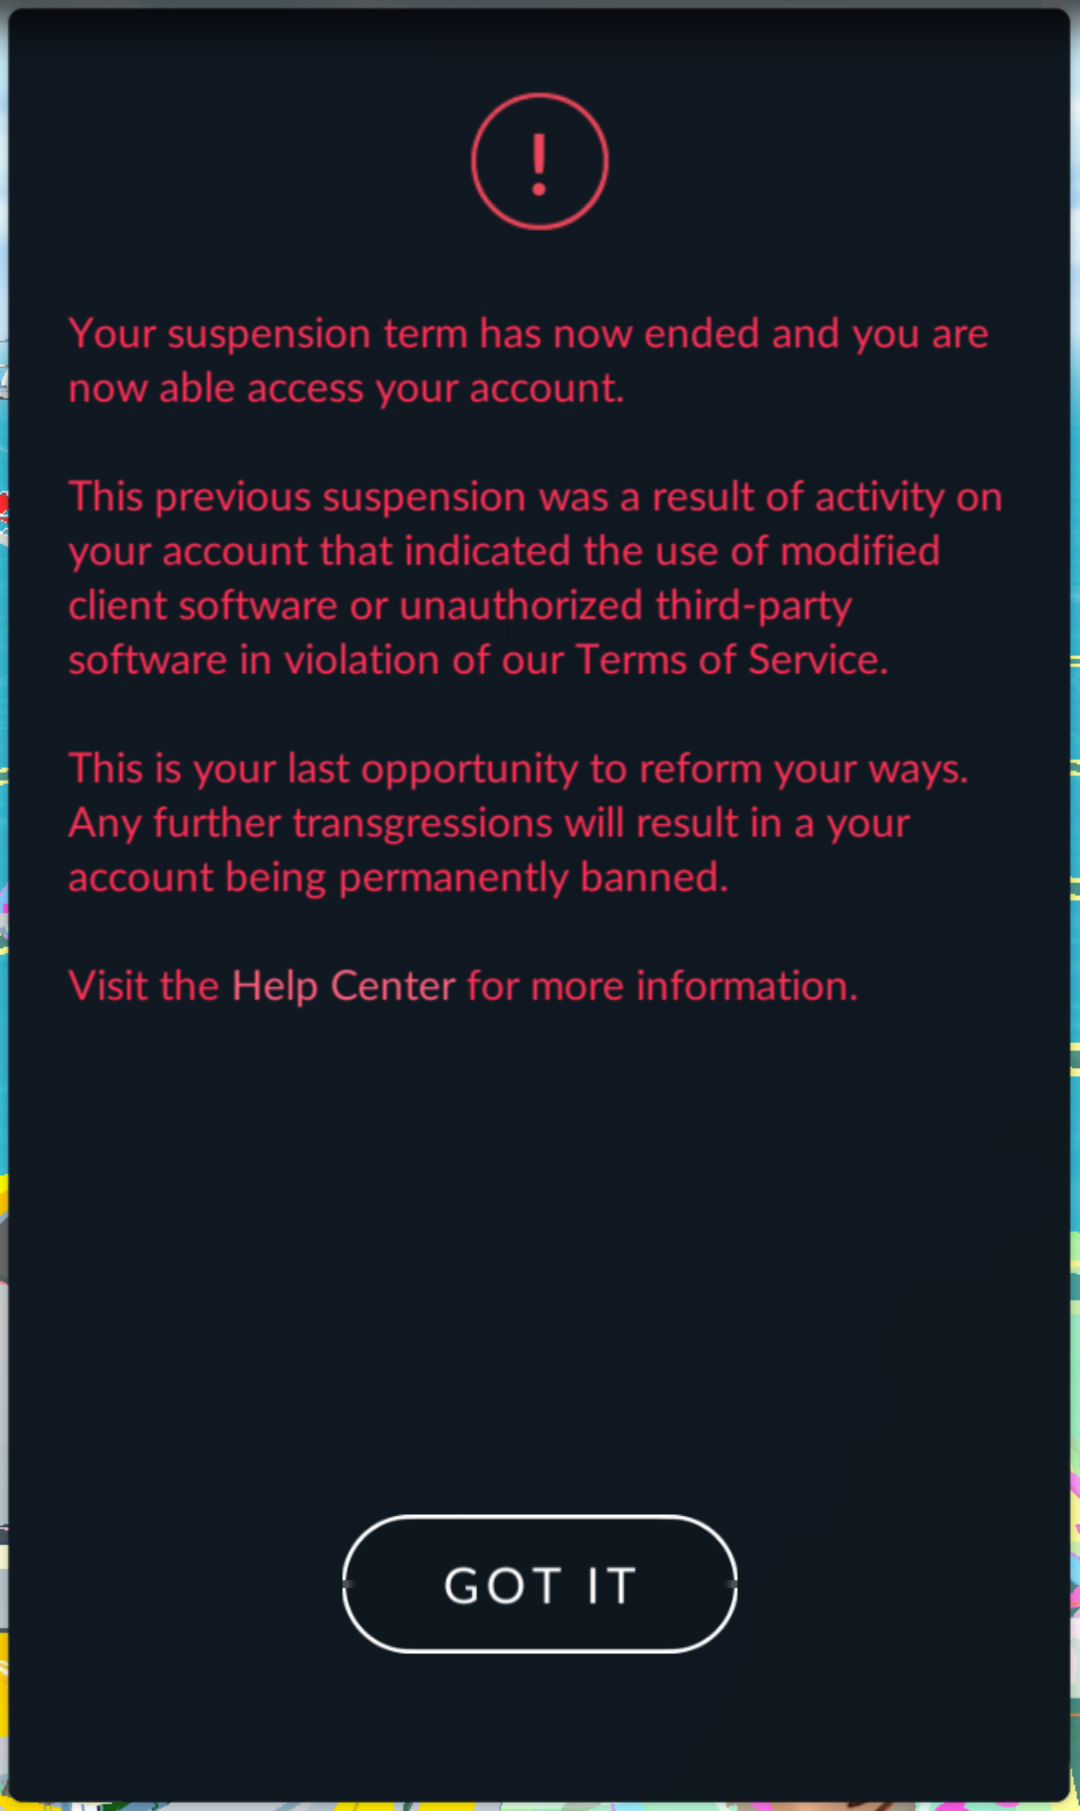 !
Your suspension term has now ended and you are
now able access your account.
This previous suspension was a result of activity on
your account that indicated the use of modified
client software or unauthorized third-party
software in violation of our Terms of Service.
This is your last opportunity to reform your ways.
Any further transgressions will result in a your
account being permanently banned.
Visit the Help Center for more information.
GOT IT